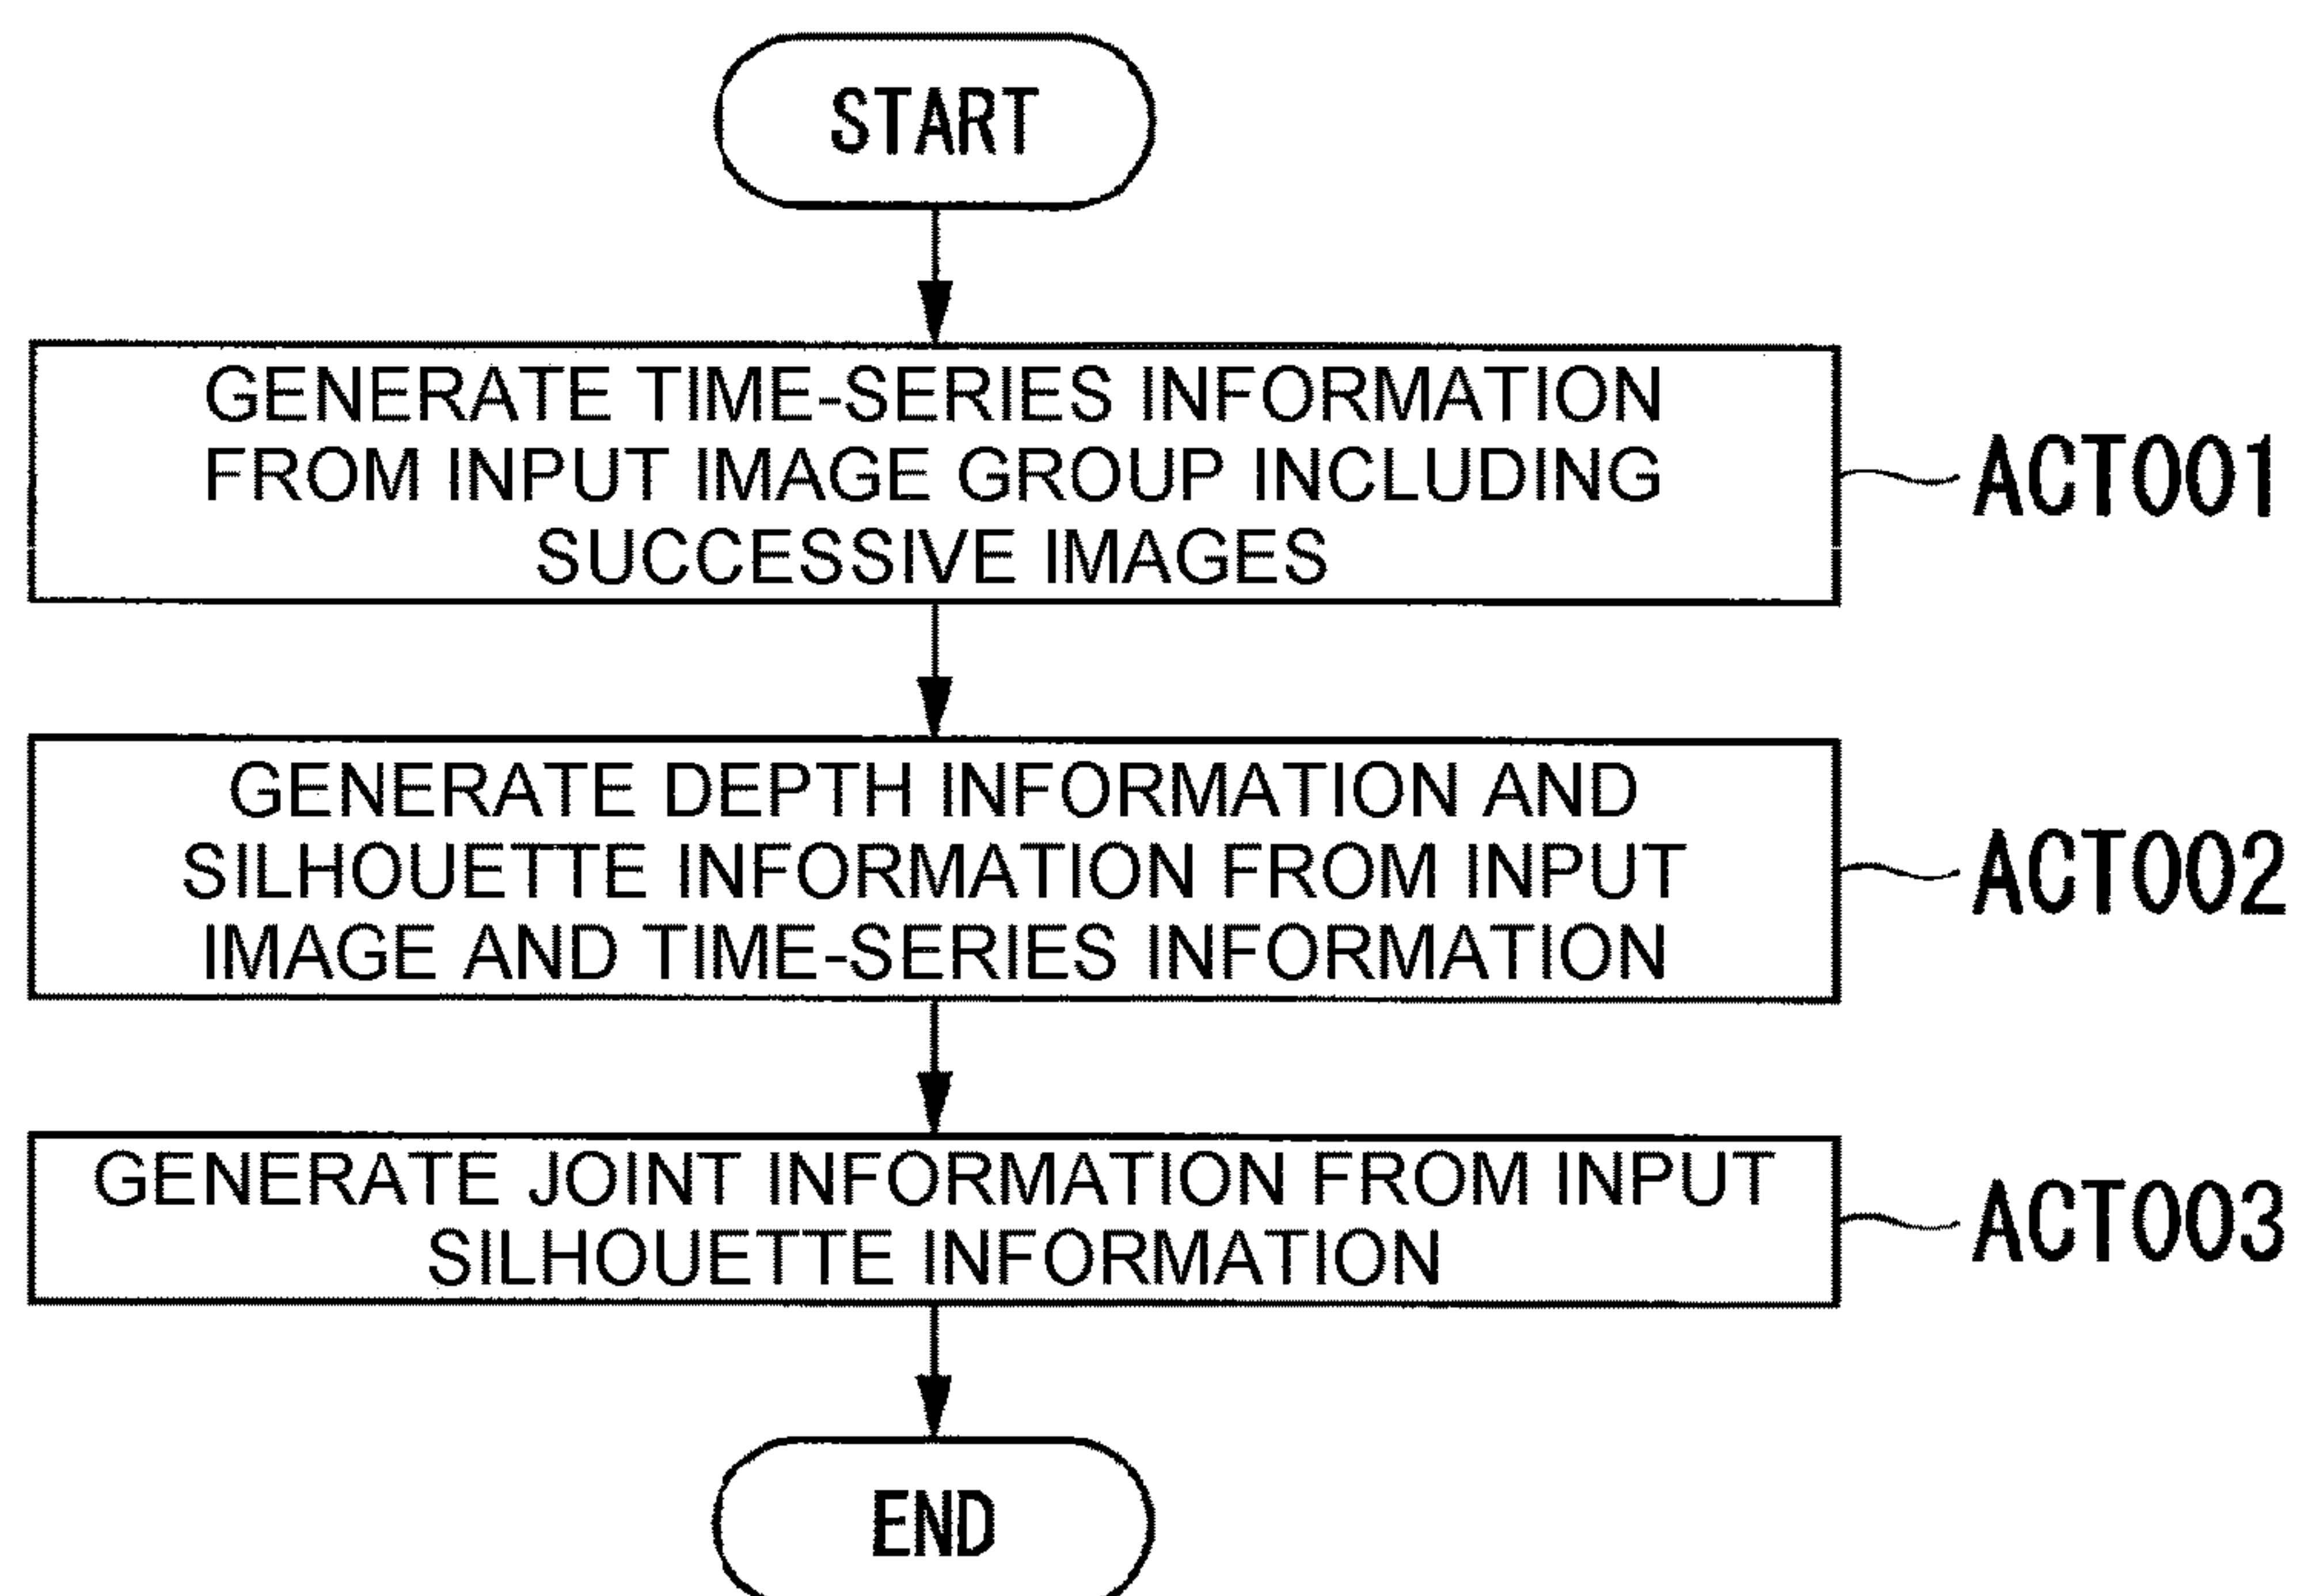 START
GENERATE TIME-SERIES INFORMATION
FROM INPUT IMAGE GROUP INCLUDING
SUCCESSIVE IMAGES
ACT001
GENERATE DEPTH INFORMATION AND
SILHOUETTE INFORMATION FROM INPUT
IMAGE AND TIME-SERIES INFORMATION
ACT002
GENERATE JOINT INFORMATION FROM INPUT
SILHOUETTE INFORMATION
ACT003
END